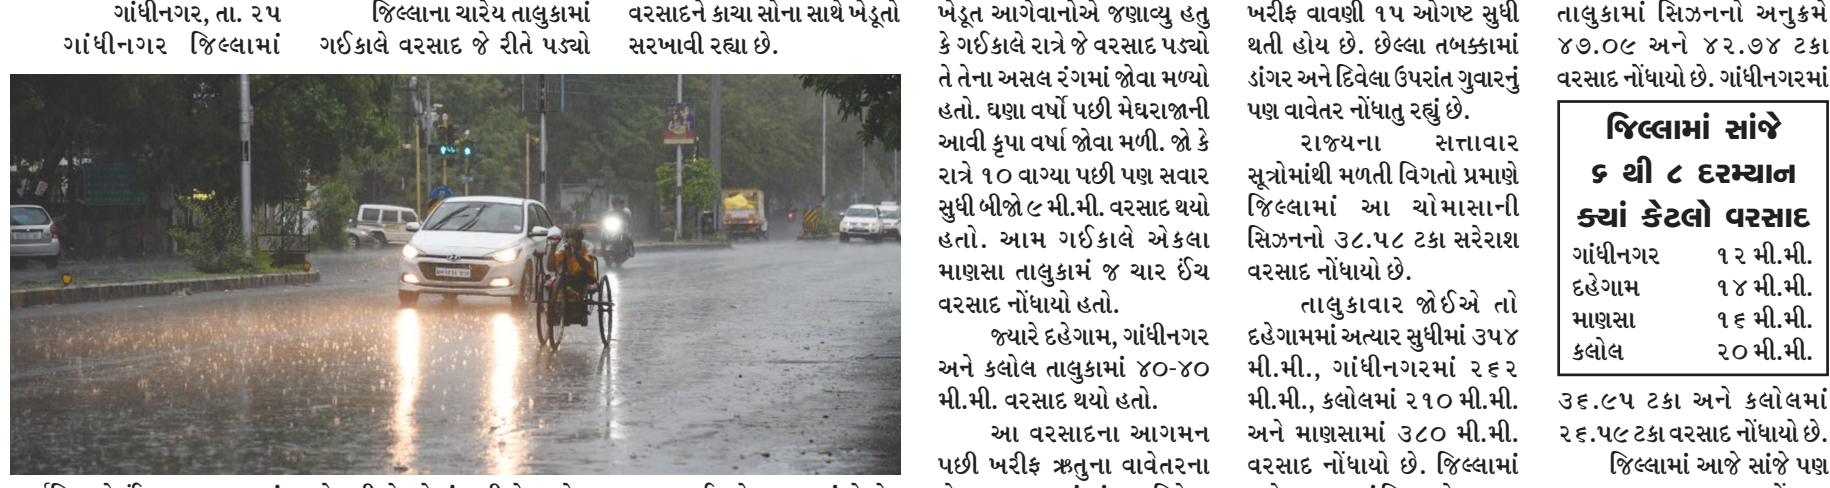 ગાંધીનગર, તા. ૨૫
ગાંધીનગર જિલ્લામાં
જિલ્લાના ચારેય તાલુકામાં
ગઈકાલે વરસાદ જે રીતે પડ્યો
વરસાદને કાચા સોના સાથે ખેડૂતો
સરખાવી રહ્યા છે.
ખેડૂત આગેવાનોએ જણાવ્યુ હતુ
કે ગઈકાલે રાત્રે જે વરસાદ પડ્યો
તે તેના અસલ રંગમાં જોવા મળ્યો
હતો. ઘણા વર્ષો પછી મેઘરાજાની
આવી કૃપા વર્ષા જોવા મળી. જો કે
રાત્રે ૧૦ વાગ્યા પછી પણ સવાર
સુધી બીજો ૯ મી.મી. વરસાદ થયો
હતો. આમ ગઈકાલે એકલા
માણસા તાલુકામં જ ચાર ઈંચ
વરસાદ નોંધાયો હતો.
જ્યારે દહેગામ, ગાંધીનગર
અને કલોલ તાલુકામાં ૪૦-૪૦
મી.મી. વરસાદ થયો હતો.
આ વરસાદના આગમન
પછી ખરીફ ઋતુના વાવેતરના
ખરીફ વાવણી ૧૫ ઓગષ્ટ સુધી
થતી હોય છે. છેલ્લા તબક્કામાં
ડાંગર અને દિવેલા ઉપરાંત ગુવારનું
પણ વાવેતર નોંધાતુ રહ્યું છે.
રાજ્યના સત્તાવાર
સૂત્રોમાંથી મળતી વિગતો પ્રમાણે
જિલ્લામાં આ ચોમાસાની
સિઝનનો ૩૮.૫૮ ટકા સરેરાશ
વરસાદ નોંધાયો છે.
તાલુકાવાર જોઈએ તો
દહેગામમાં અત્યાર સુધીમાં ૩૫૪
મી.મી., ગાંધીનગરમાં ૨૬૨
મી.મી., કલોલમાં ૨૧૦ મી.મી.
અને માણસામાં ૩૮૦ મી.મી.
વરસાદ નોંધાયો છે. જિલ્લામાં
તાલુકામાં સિઝનનો અનુક્રમે
૪૭.૦૯ અને ૪૨.૭૪ ટકા
વરસાદ નોંધાયો છે. ગાંધીનગરમાં
જિલ્લામાં સાંજે
૬ થી ૮ દરમ્યાન
ક્યાં કેટલો વરસાદ
ગાંધીનગર ૧૨ મી.મી.
દહેગામ ૧૪ મી.મી.
માણસા ૧૬ મી.મી.
કલોલ ૨૦ મી.મી.
૩૬.૯૫ ટકા અને કલોલમાં
૨૬.૫૯ ટકા વરસાદ નોંધાયો છે.
જિલ્લામાં આજે સાંજે પણ